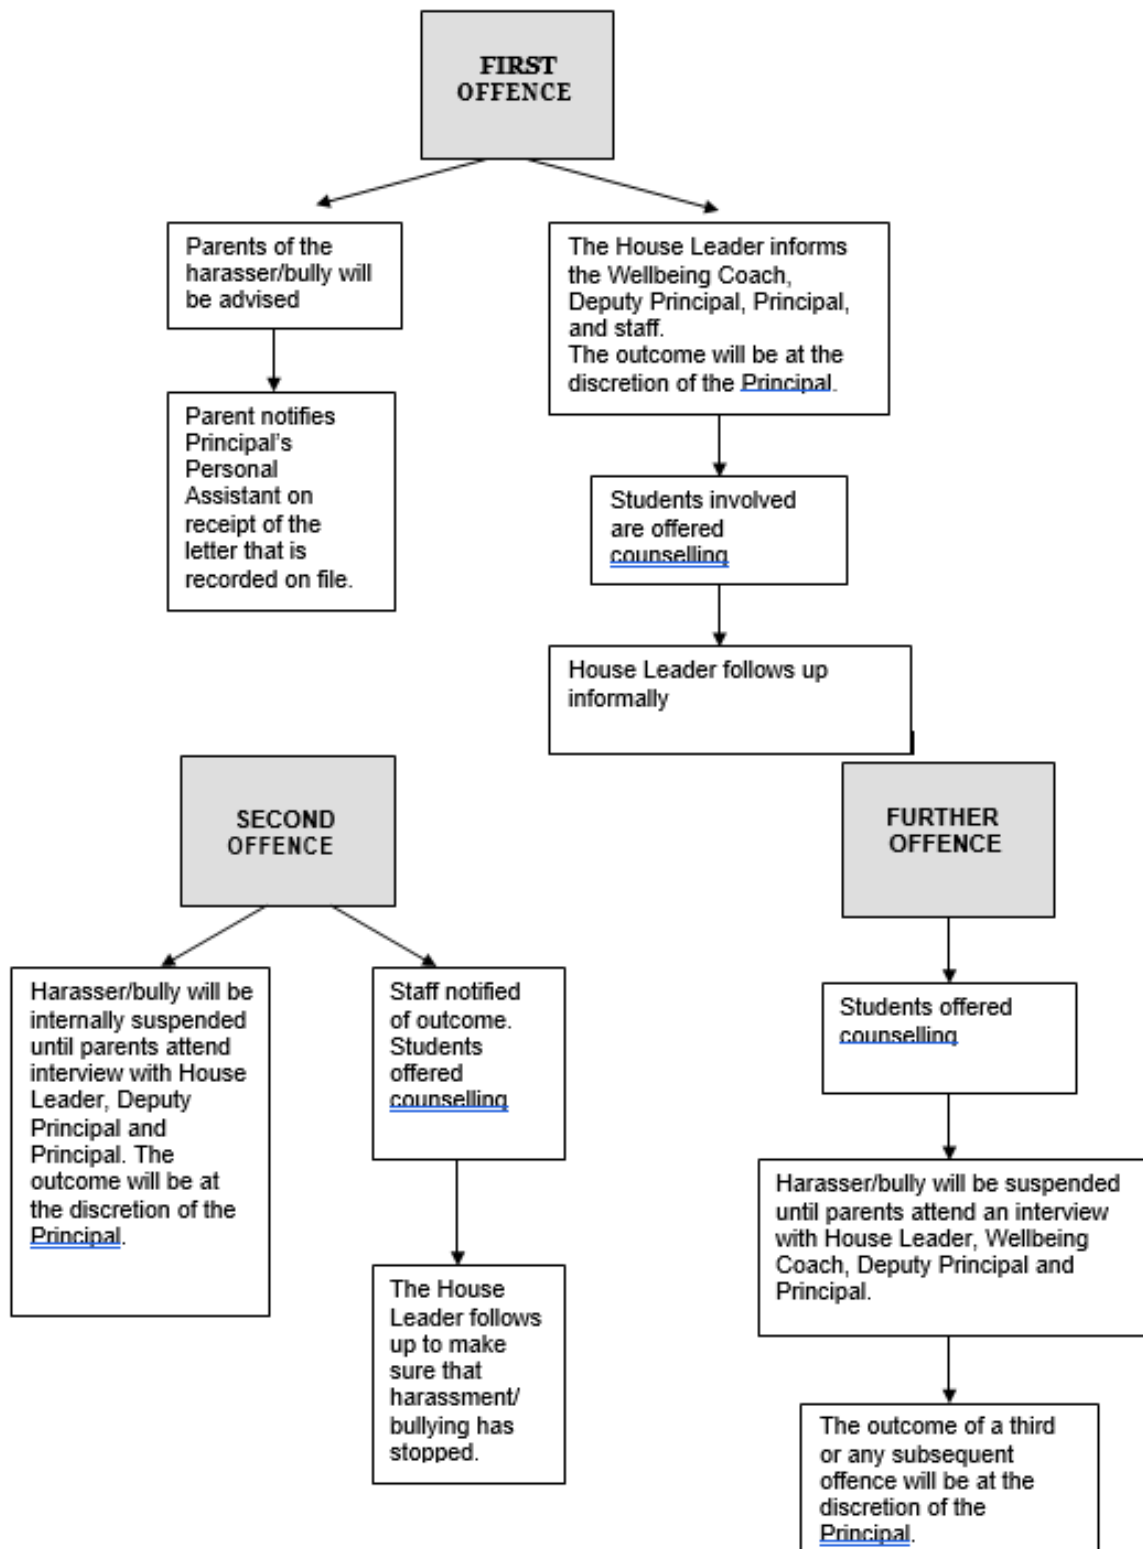 FIRST
OFFENCE
Parents of the
harasser/bully will
be advised
The House Leader informs
the Wellbeing Coach,
Deputy Principal, Principal,
and staff.
The outcome will be at the
discretion of the Principal.
Parent notifies
Principal's
Personal
Assistant on
receipt of the
letter that is
recorded on file.
Students involved
are offered
counselling
House Leader follows up
informally
SECOND
OFFENCE
Harasser/bully will be
internally suspended
until parents attend
interview with House
Leader, Deputy
Principal and
Principal. The
outcome will be at
the discretion of the
Principal.
Staff notified
of outcome.
Students
offered
counselling
The House
Leader follows
up to make
sure that
harassment/
bullying has
stopped.
FURTHER
OFFENCE
Students offered
counselling
Harasser/bully will be suspended
until parents attend an interview
with House Leader, Wellbeing
Coach, Deputy Principal and
Principal.
The outcome of a third
or any subsequent
offence will be at the
discretion of the
Principal.